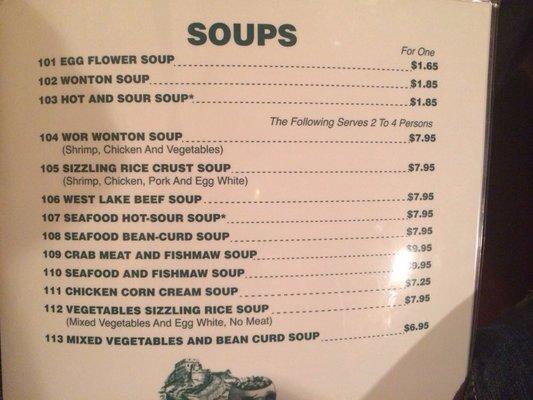 SOUPS
For One
101 EGG FLOWER SOUP $1.65
102 WONTON SOUP $1.85
103 HOT AND SOUR SOUP* $1.85
The Following Serves 2 To 4 Persons
104 WOR WONTON SOUP $7.95
(Shrimp, Chicken And Vegetables)
105 SIZZLING RICE CRUST SOUP $7.95
(Shrimp, Chicken, Pork And Egg White)
106 WEST LAKE BEEF SOUP $7.95
107 SEAFOOD HOT-SOUR SOUP* $7.95
108 SEAFOOD BEAN-CURD SOUP $7.95
109 CRAB MEAT AND FISHMAW SOUP $9.95
110 SEAFOOD AND FISHMAW SOUP $9.95
111 CHICKEN CORN CREAM SOUP $7.25
112 VEGETABLES SIZZLING RICE SOUP $7.95
(Mixed Vegetables And Egg White, No Meat)
113 MIXED VEGETABLES AND BEAN CURD SOUP $6.95